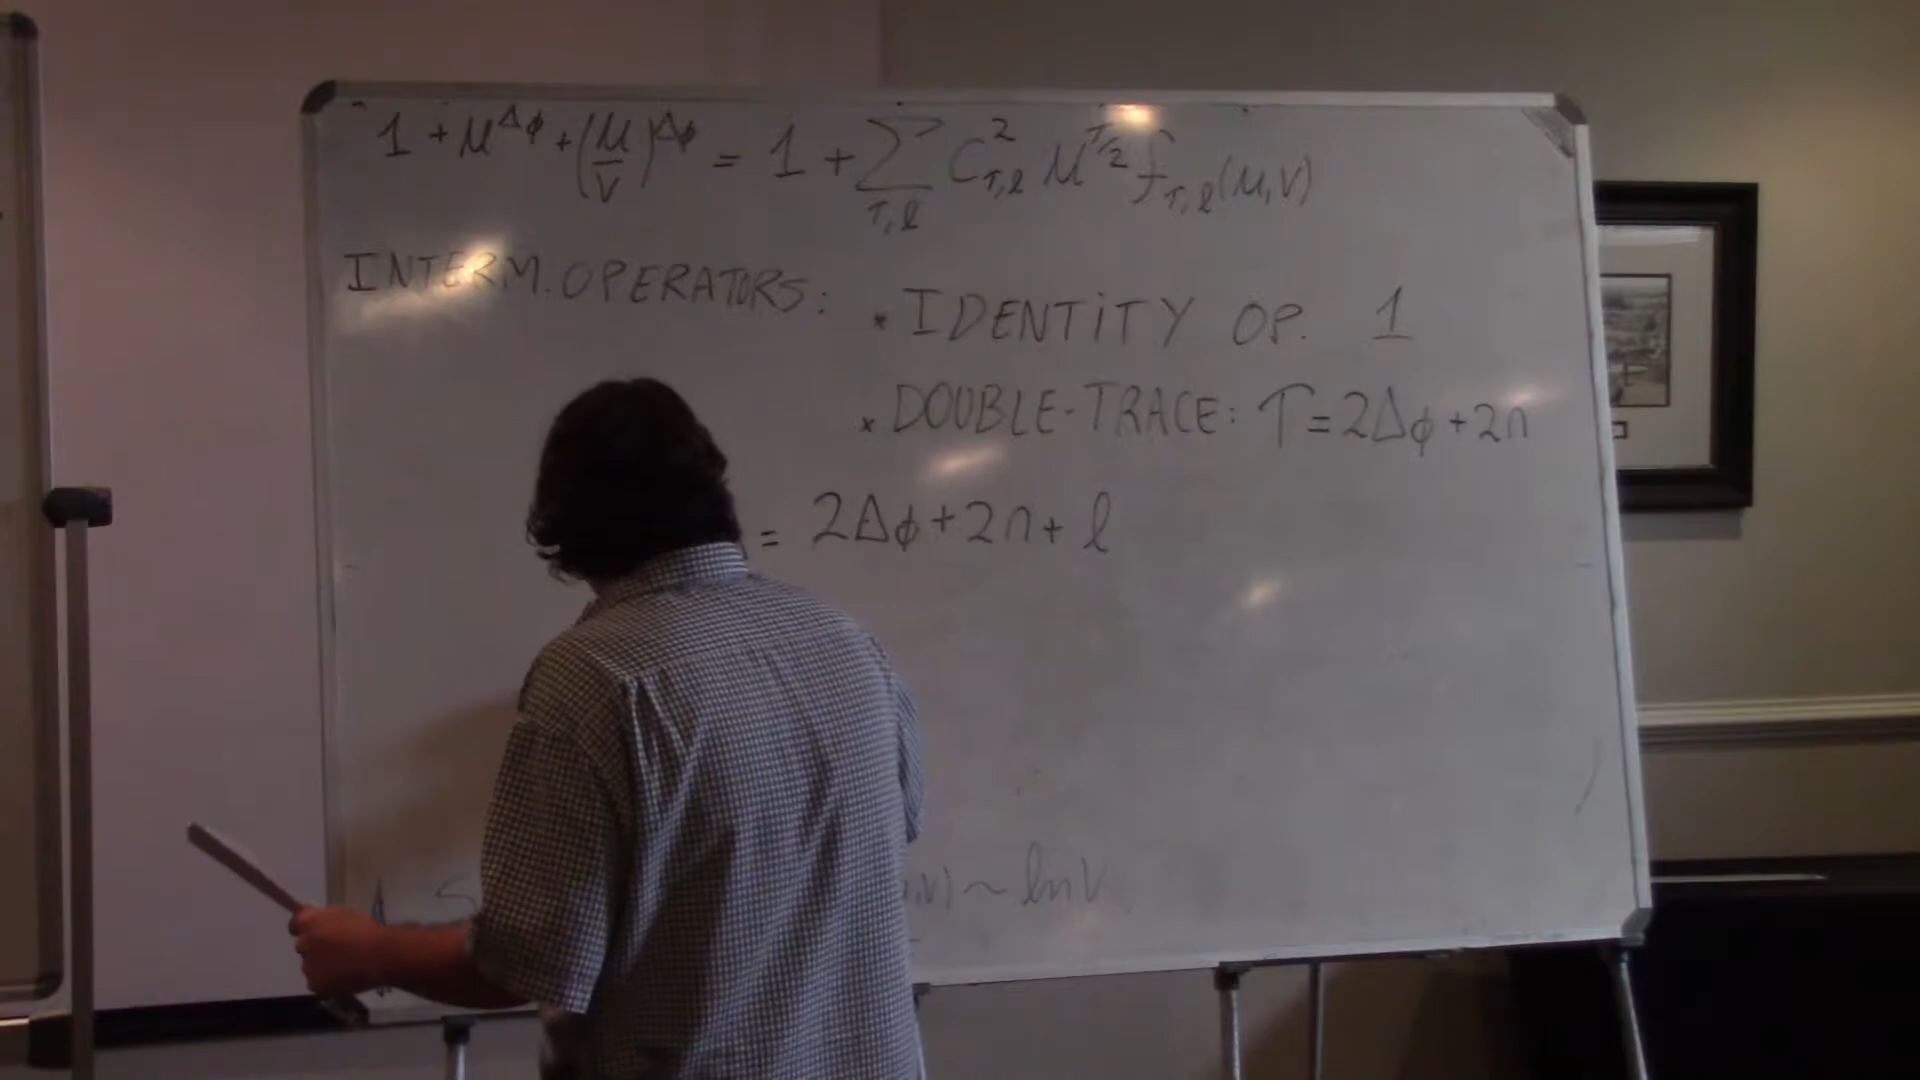 1 + u^{Δφ} + (u/v)^{Δφ} = 1 + Σ_{τ,ℓ} C²_{τ,ℓ} u^{τ/2} f_{τ,ℓ}(u,v)
INTERM. OPERATORS: * IDENTITY OP. 1
* DOUBLE-TRACE: τ = 2Δφ + 2n
= 2Δφ + 2n + ℓ
,v) ~ ln v